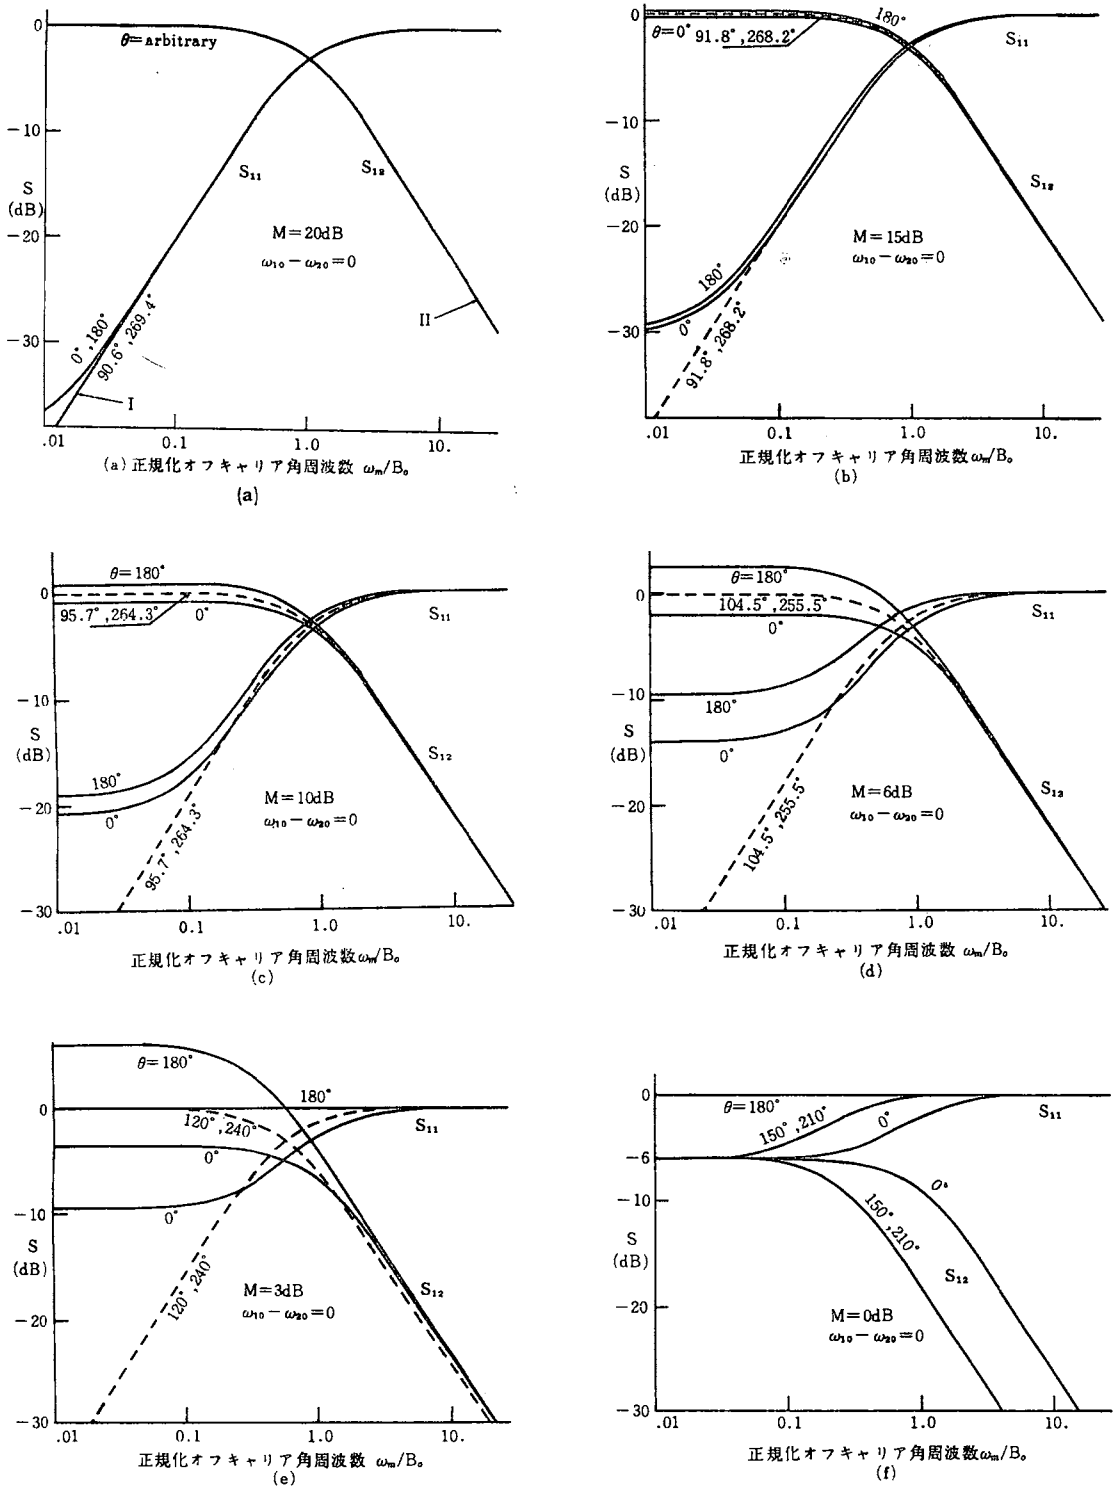 0
θ=arbitrary
−10
S₁₁
S₁₂
S
(dB)
−20
M=20dB
ω₁₀−ω₂₀=0
II
−30
0°,180°
90.6°,269.4°
I
.01
0.1
1.0
10.
(a)正規化オフキャリア角周波数 ωₘ/B₀
(a)
0
θ=0°
91.8°,268.2°
180°
S₁₁
−10
S
(dB)
S₁₂
−20
M=15dB
ω₁₀−ω₂₀=0
180°
−30
0°
91.8°,268.2°
.01
0.1
1.0
10.
正規化オフキャリア角周波数 ωₘ/B₀
(b)
θ=180°
0
95.7°,264.3°
0°
S₁₁
−10
S
(dB)
S₁₂
180°
−20
0°
M=10dB
ω₁₀−ω₂₀=0
95.7°,264.3°
−30
.01
0.1
1.0
10.
正規化オフキャリア角周波数ωₘ/B₀
(c)
θ=180°
0
104.5°,255.5°
0°
S₁₁
−10
180°
S
(dB)
0°
S₁₂
−20
M=6dB
ω₁₀−ω₂₀=0
104.5°,255.5°
−30
.01
0.1
1.0
10.
正規化オフキャリア角周波数 ωₘ/B₀
(d)
θ=180°
180°
0
120°,240°
S₁₁
0°
−10
0°
S
(dB)
120°,240°
M=3dB
S₁₂
ω₁₀−ω₂₀=0
−20
−30
.01
0.1
1.0
10.
正規化オフキャリア角周波数 ωₘ/B₀
(e)
0
θ=180°
150°,210°
0°
S₁₁
−6
0°
−10
150°,210°
S
(dB)
S₁₂
−20
M=0dB
ω₁₀−ω₂₀=0
−30
.01
0.1
1.0
10.
正規化オフキャリア角周波数ωₘ/B₀
(f)